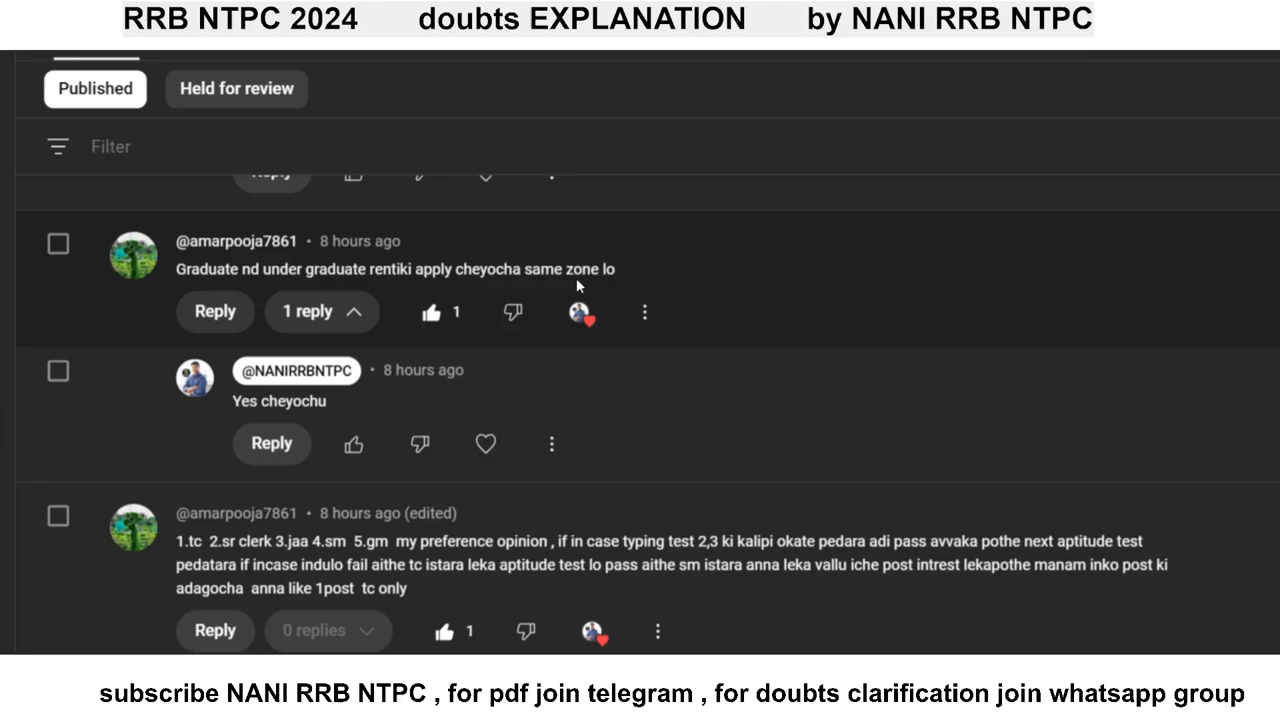 RRB NTPC 2024 doubts EXPLANATION by NANI RRB NTPC
Published Held for review
Filter
Reply
@amarpooja7861 • 8 hours ago
Graduate nd under graduate rentiki apply cheyocha same zone lo
Reply 1 reply 1
@NANIRRBNTPC • 8 hours ago
Yes cheyochu
Reply
@amarpooja7861 • 8 hours ago (edited)
1.tc 2.sr clerk 3.jaa 4.sm 5.gm my preference opinion , if in case typing test 2,3 ki kalipi okate pedara adi pass avvaka pothe next aptitude test
pedatara if incase indulo fail aithe tc istara leka aptitude test lo pass aithe sm istara anna leka vallu iche post intrest lekapothe manam inko post ki
adagocha anna like 1post tc only
Reply 0 replies 1
subscribe NANI RRB NTPC , for pdf join telegram , for doubts clarification join whatsapp group